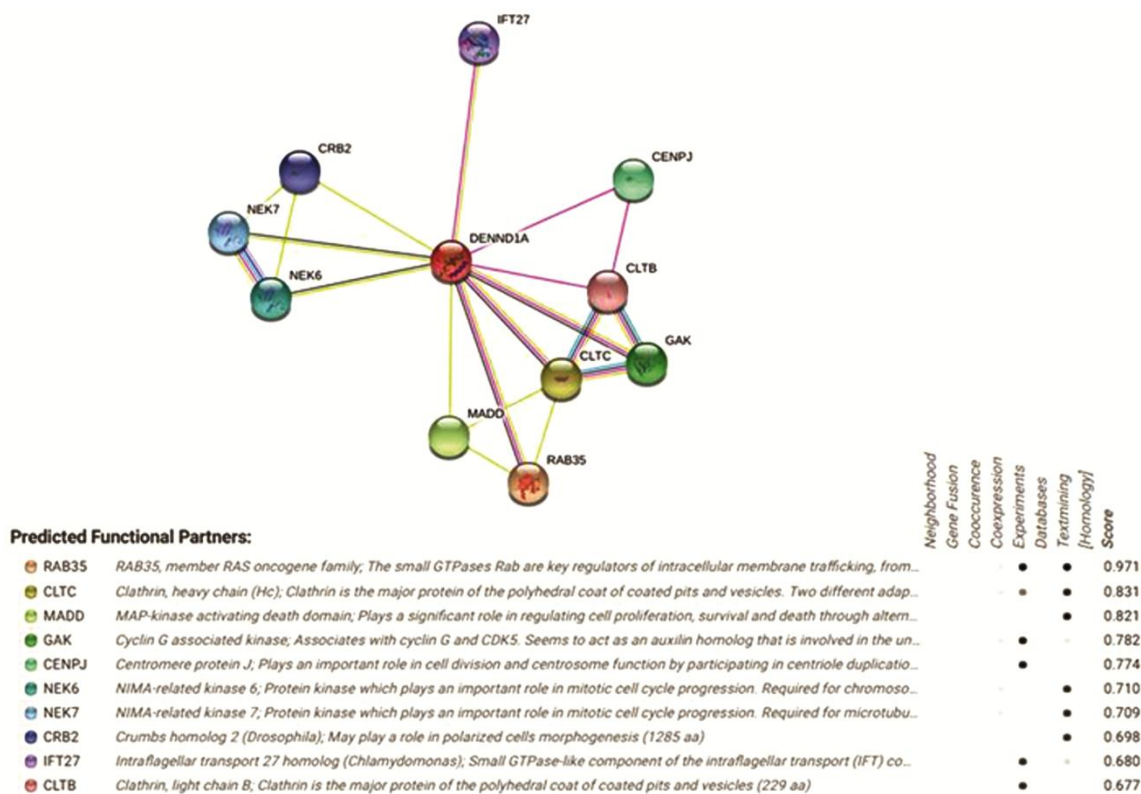 IFT27
CRB2
CENPJ
NEK7
DENND1A
NEK6
CLTB
GAK
CLTC
MADD
RAB35
Neighborhood
Gene Fusion
Cooccurence
Coexpression
Experiments
Databases
Textmining
[Homology]
Score
Predicted Functional Partners:
RAB35 RAB35, member RAS oncogene family; The small GTPases Rab are key regulators of intracellular membrane trafficking, from... 0.971
CLTC Clathrin, heavy chain (Hc); Clathrin is the major protein of the polyhedral coat of coated pits and vesicles. Two different adap... 0.831
MADD MAP-kinase activating death domain; Plays a significant role in regulating cell proliferation, survival and death through altern... 0.821
GAK Cyclin G associated kinase; Associates with cyclin G and CDK5. Seems to act as an auxilin homolog that is involved in the un... 0.782
CENPJ Centromere protein J; Plays an important role in cell division and centrosome function by participating in centriole duplicatio... 0.774
NEK6 NIMA-related kinase 6; Protein kinase which plays an important role in mitotic cell cycle progression. Required for chromoso... 0.710
NEK7 NIMA-related kinase 7; Protein kinase which plays an important role in mitotic cell cycle progression. Required for microtubu... 0.709
CRB2 Crumbs homolog 2 (Drosophila); May play a role in polarized cells morphogenesis (1285 aa) 0.698
IFT27 Intraflagellar transport 27 homolog (Chlamydomonas); Small GTPase-like component of the intraflagellar transport (IFT) co... 0.680
CLTB Clathrin, light chain B; Clathrin is the major protein of the polyhedral coat of coated pits and vesicles (229 aa) 0.677